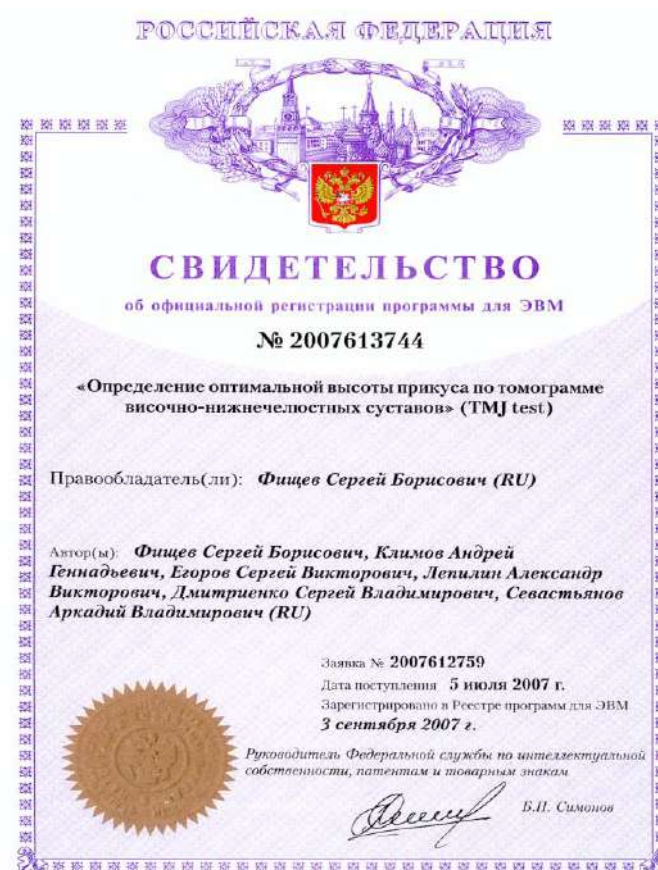 РОССИЙСКАЯ ФЕДЕРАЦИЯ
СВИДЕТЕЛЬСТВО
об официальной регистрации программы для ЭВМ
№ 2007613744
«Определение оптимальной высоты прикуса по томограмме
височно-нижнечелюстных суставов» (TMJ test)
Правообладатель(ли): Фищев Сергей Борисович (RU)
Автор(ы): Фищев Сергей Борисович, Климов Андрей
Геннадьевич, Егоров Сергей Викторович, Лепилин Александр
Викторович, Дмитриенко Сергей Владимирович, Севастьянов
Аркадий Владимирович (RU)
Заявка № 2007612759
Дата поступления 5 июля 2007 г.
Зарегистрировано в Реестре программ для ЭВМ
3 сентября 2007 г.
Руководитель Федеральной службы по интеллектуальной
собственности, патентам и товарным знакам
Б.П. Симонов